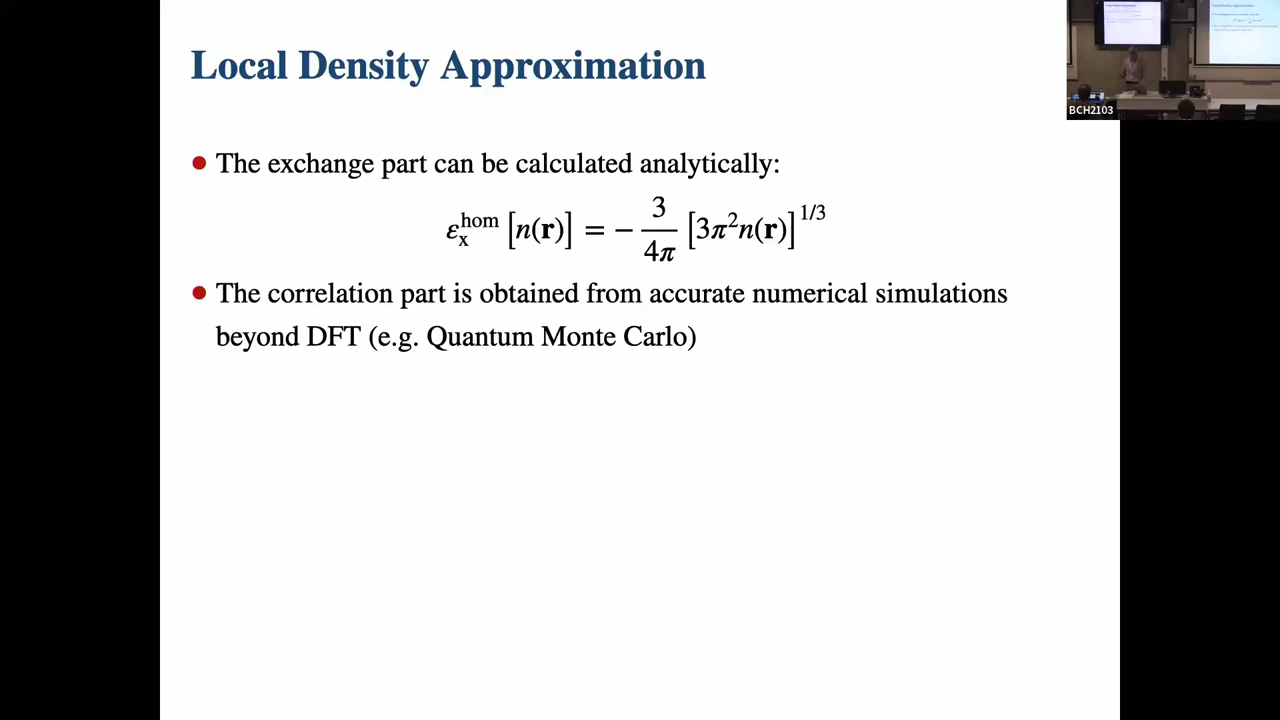 Local Density Approximation
BCH2103
● The exchange part can be calculated analytically:
ε_x^hom [n(r)] = − 3/4π [3π²n(r)]^1/3
● The correlation part is obtained from accurate numerical simulations
beyond DFT (e.g. Quantum Monte Carlo)